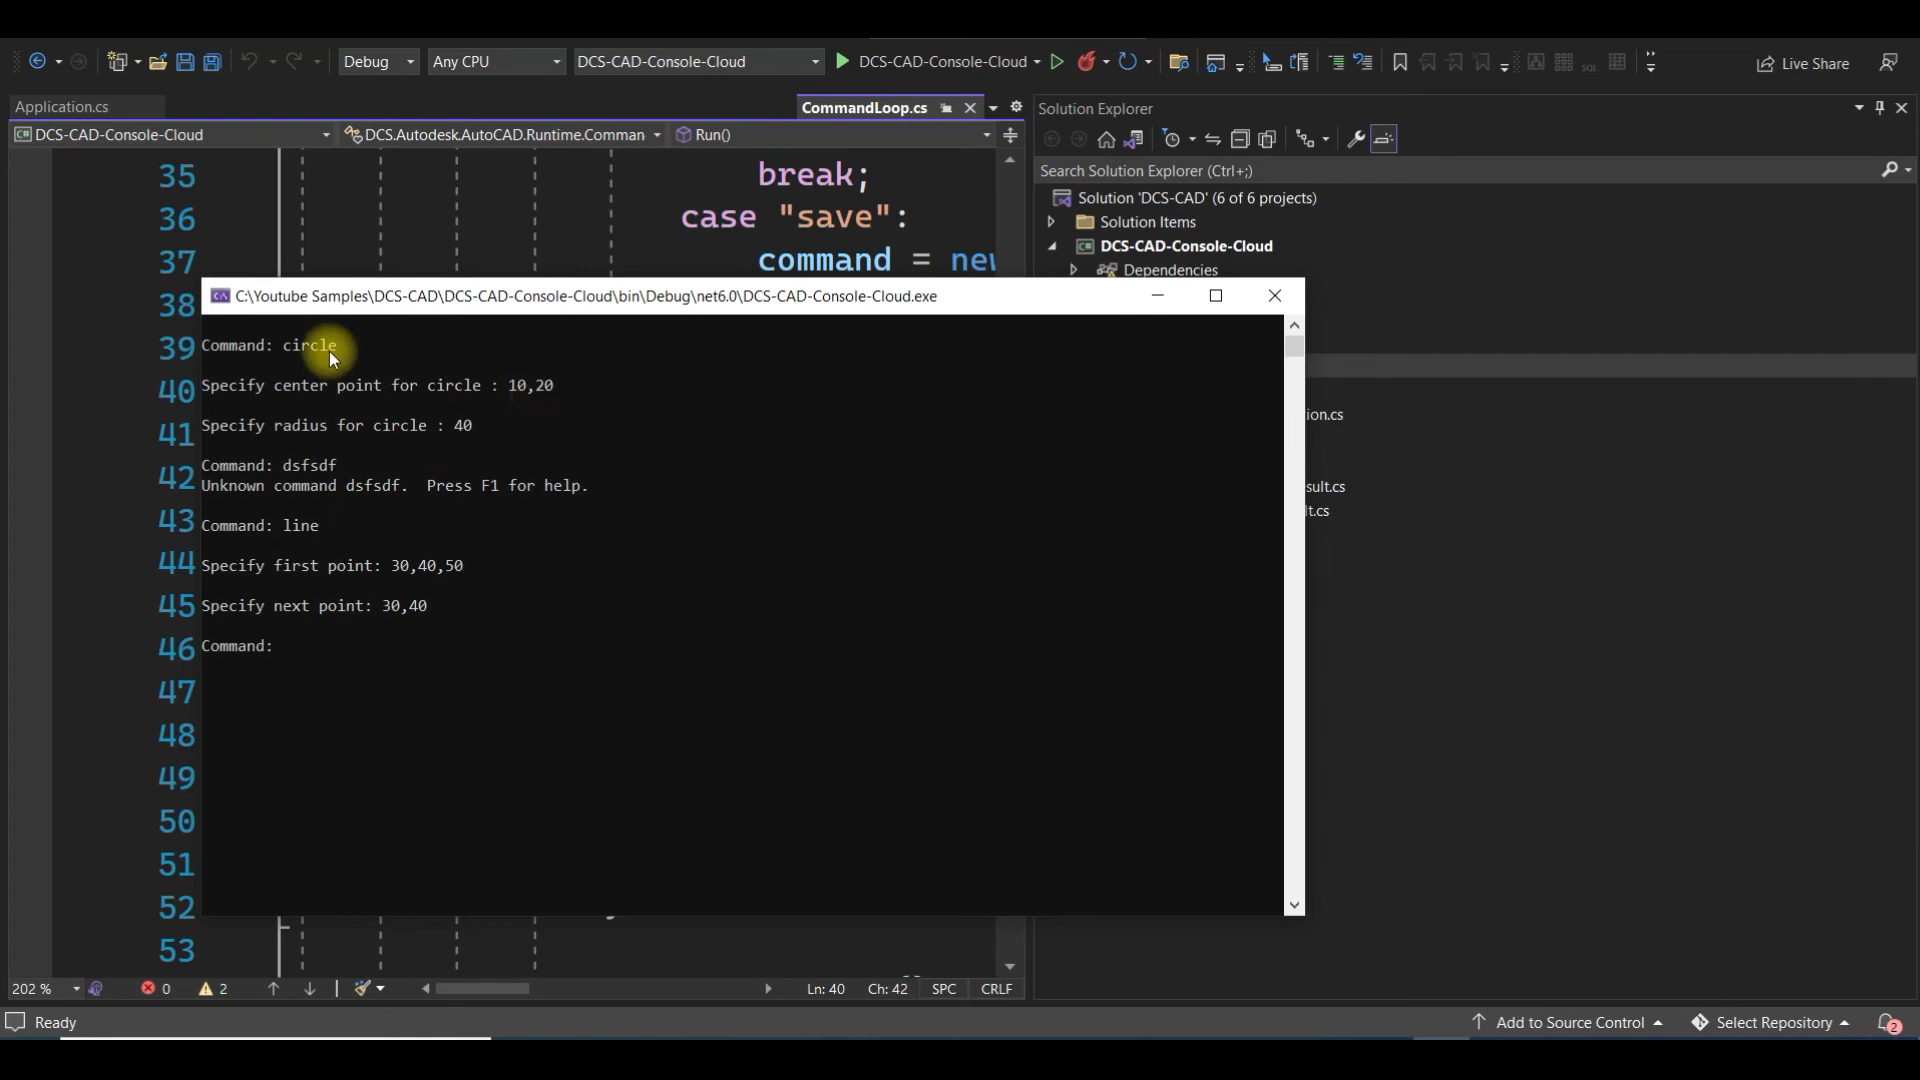 Debug Any CPU DCS-CAD-Console-Cloud DCS-CAD-Console-Cloud Live Share
Application.cs CommandLoop.cs
DCS-CAD-Console-Cloud DCS.Autodesk.AutoCAD.Runtime.Comman Run()
35 break;
36 case "save":
37 command = new
38
39
40
41
42
43
44
45
46
47
48
49
50
51
52
53
C:\Youtube Samples\DCS-CAD\DCS-CAD-Console-Cloud\bin\Debug\net6.0\DCS-CAD-Console-Cloud.exe
Command: circle
Specify center point for circle : 10,20
Specify radius for circle : 40
Command: dsfsdf
Unknown command dsfsdf.  Press F1 for help.
Command: line
Specify first point: 30,40,50
Specify next point: 30,40
Command:
Solution Explorer
Search Solution Explorer (Ctrl+;)
Solution 'DCS-CAD' (6 of 6 projects)
Solution Items
DCS-CAD-Console-Cloud
Dependencies
ion.cs
sult.cs
lt.cs
202 % 0 2 Ln: 40 Ch: 42 SPC CRLF
Ready Add to Source Control Select Repository 2